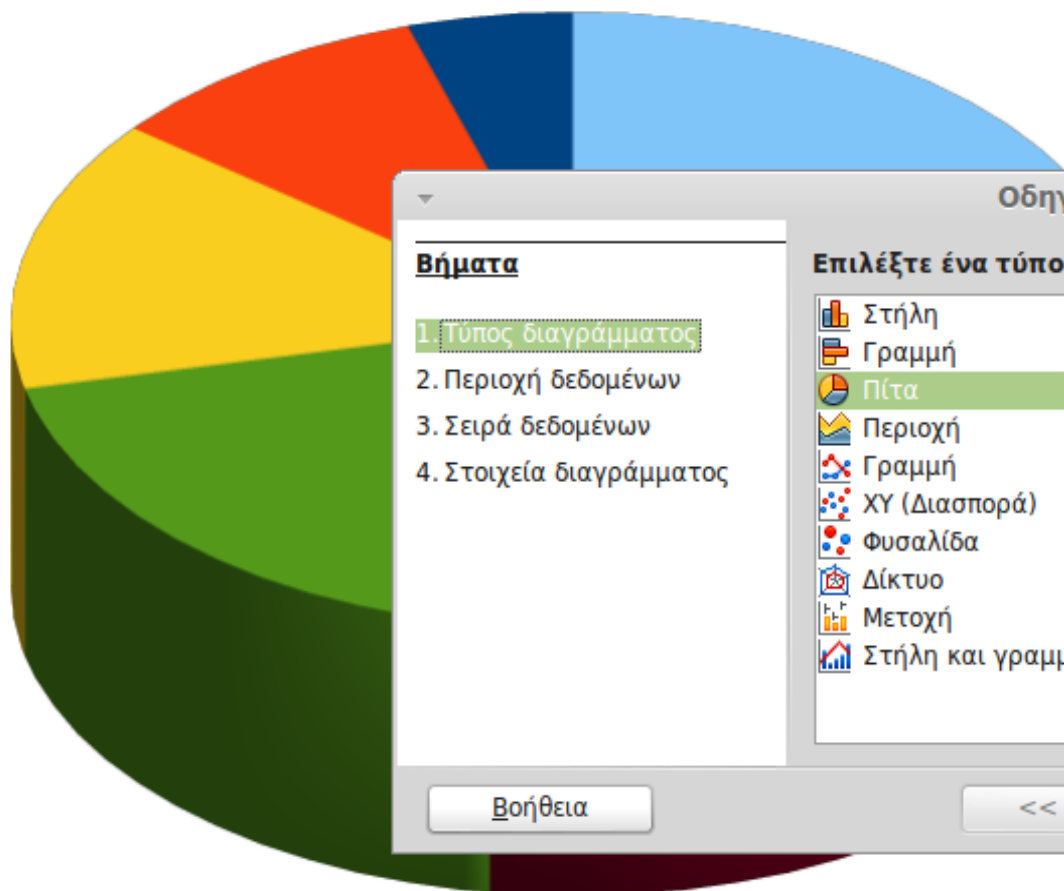 Οδηγ
Βήματα
1. Τύπος διαγράμματος
2. Περιοχή δεδομένων
3. Σειρά δεδομένων
4. Στοιχεία διαγράμματος
Επιλέξτε ένα τύπο
Στήλη
Γραμμή
Πίτα
Περιοχή
Γραμμή
XY (Διασπορά)
Φυσαλίδα
Δίκτυο
Μετοχή
Στήλη και γραμμ
Βοήθεια
<<